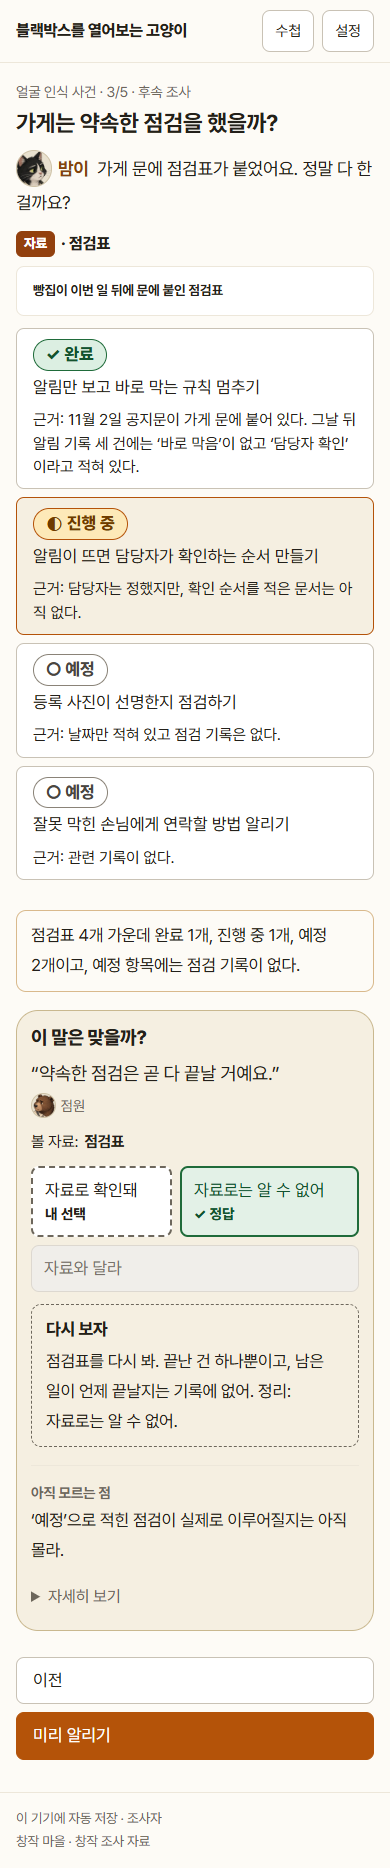 블랙박스를 열어보는 고양이
수첩
설정
얼굴 인식 사건 · 3/5 · 후속 조사
가게는 약속한 점검을 했을까?
밤이 가게 문에 점검표가 붙었어요. 정말 다 한
걸까요?
자료 · 점검표
빵집이 이번 일 뒤에 문에 붙인 점검표
✓ 완료
알림만 보고 바로 막는 규칙 멈추기
근거: 11월 2일 공지문이 가게 문에 붙어 있다. 그날 뒤
알림 기록 세 건에는 ‘바로 막음’이 없고 ‘담당자 확인’
이라고 적혀 있다.
◐ 진행 중
알림이 뜨면 담당자가 확인하는 순서 만들기
근거: 담당자는 정했지만, 확인 순서를 적은 문서는 아
직 없다.
○ 예정
등록 사진이 선명한지 점검하기
근거: 날짜만 적혀 있고 점검 기록은 없다.
○ 예정
잘못 막힌 손님에게 연락할 방법 알리기
근거: 관련 기록이 없다.
점검표 4개 가운데 완료 1개, 진행 중 1개, 예정
2개이고, 예정 항목에는 점검 기록이 없다.
이 말은 맞을까?
“약속한 점검은 곧 다 끝날 거예요.”
점원
볼 자료: 점검표
자료로 확인돼
내 선택
자료로는 알 수 없어
✓ 정답
자료와 달라
다시 보자
점검표를 다시 봐. 끝난 건 하나뿐이고, 남은
일이 언제 끝날지는 기록에 없어. 정리:
자료로는 알 수 없어.
아직 모르는 점
‘예정’으로 적힌 점검이 실제로 이루어질지는 아직
몰라.
▶ 자세히 보기
이전
미리 알리기
이 기기에 자동 저장 · 조사자
창작 마을 · 창작 조사 자료